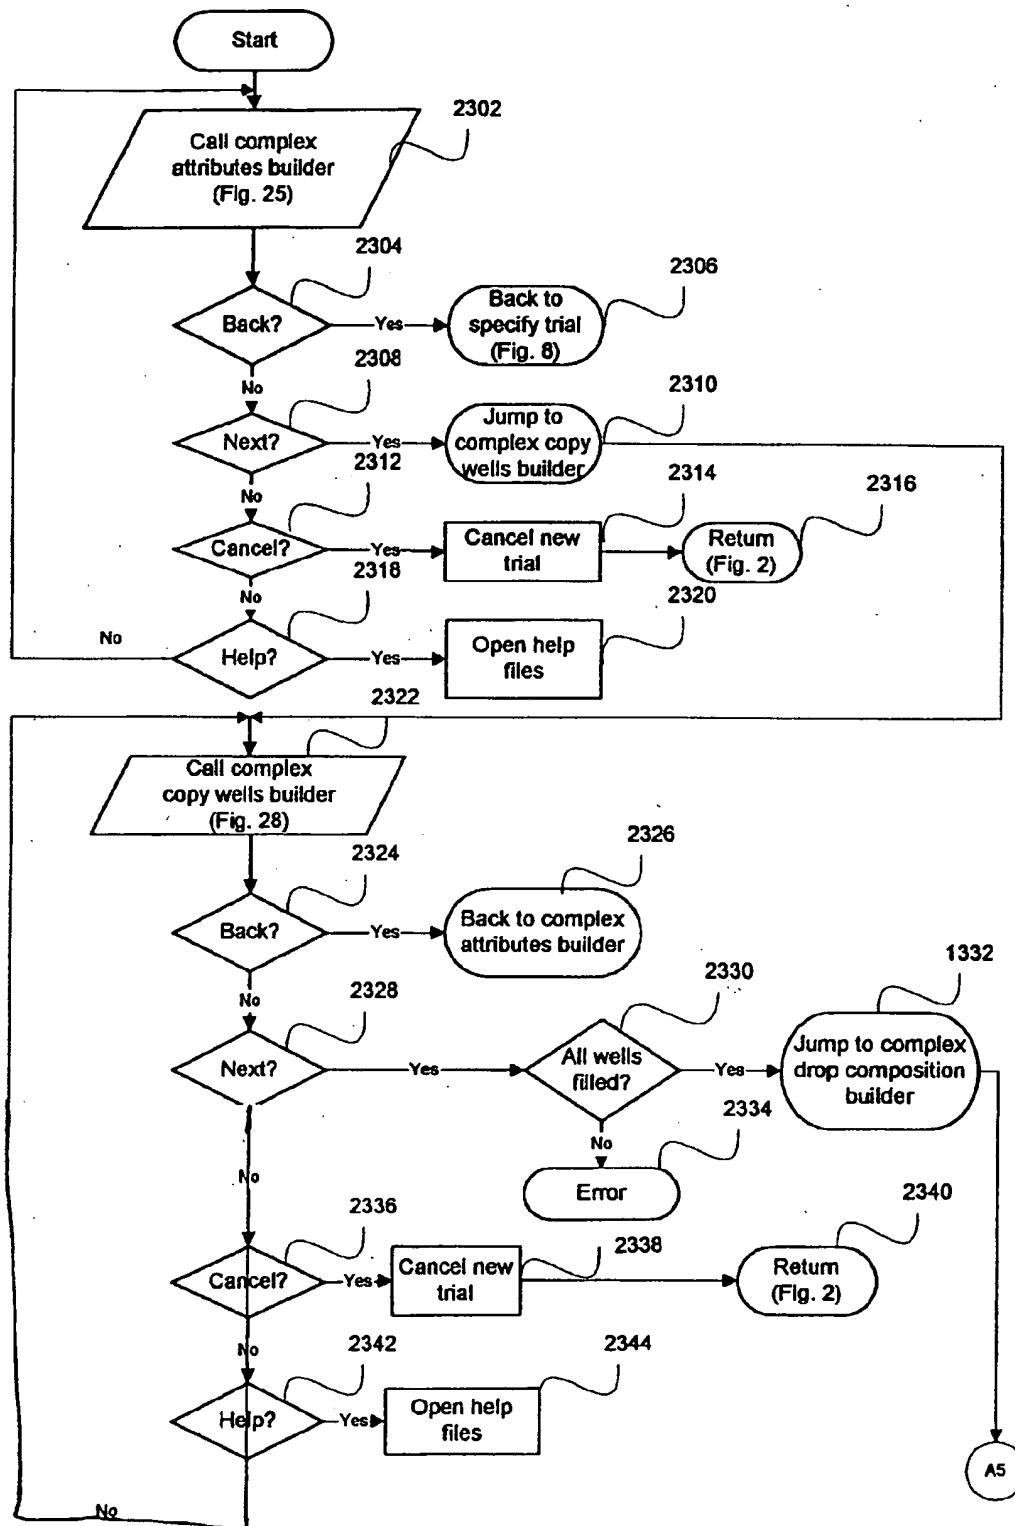 Start
2302
Call complex
attributes builder
(Fig. 25)
2304
2306
Back?
Yes
Back to
specify trial
(Fig. 8)
No
2308
2310
Next?
Yes
Jump to
complex copy
wells builder
No
2312
2314
2316
Cancel?
Yes
Cancel new
trial
Return
(Fig. 2)
No
2318
2320
No
Help?
Yes
Open help
files
2322
Call complex
copy wells builder
(Fig. 28)
2324
2326
Back?
Yes
Back to complex
attributes builder
No
2328
2330
1332
Next?
Yes
All wells
filled?
Yes
Jump to complex
drop composition
builder
No
2334
Error
No
2336
2338
2340
Cancel?
Yes
Cancel new
trial
Return
(Fig. 2)
No
2342
2344
Help?
Yes
Open help
files
A5
No